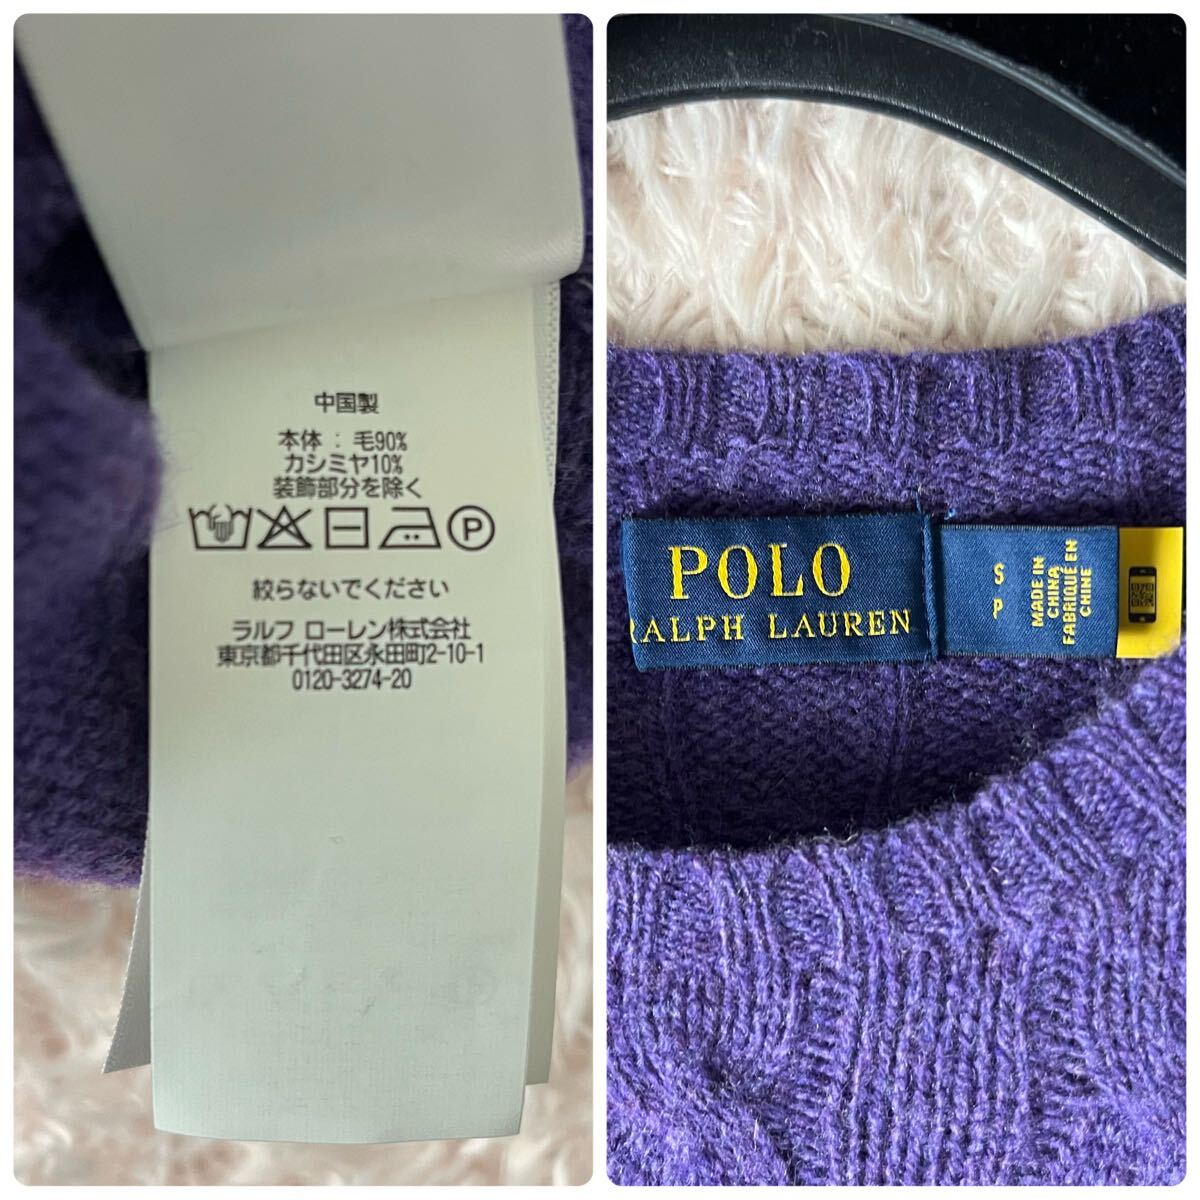 中国製
本体 : 毛90%
カシミヤ10%
装飾部分を除く
P
絞らないでください
ラルフ ローレン株式会社
東京都千代田区永田町2-10-1
0120-3274-20
POLO
RALPH LAUREN
S
P
MADE IN
CHINA
FABRIQUÉ EN
CHINE